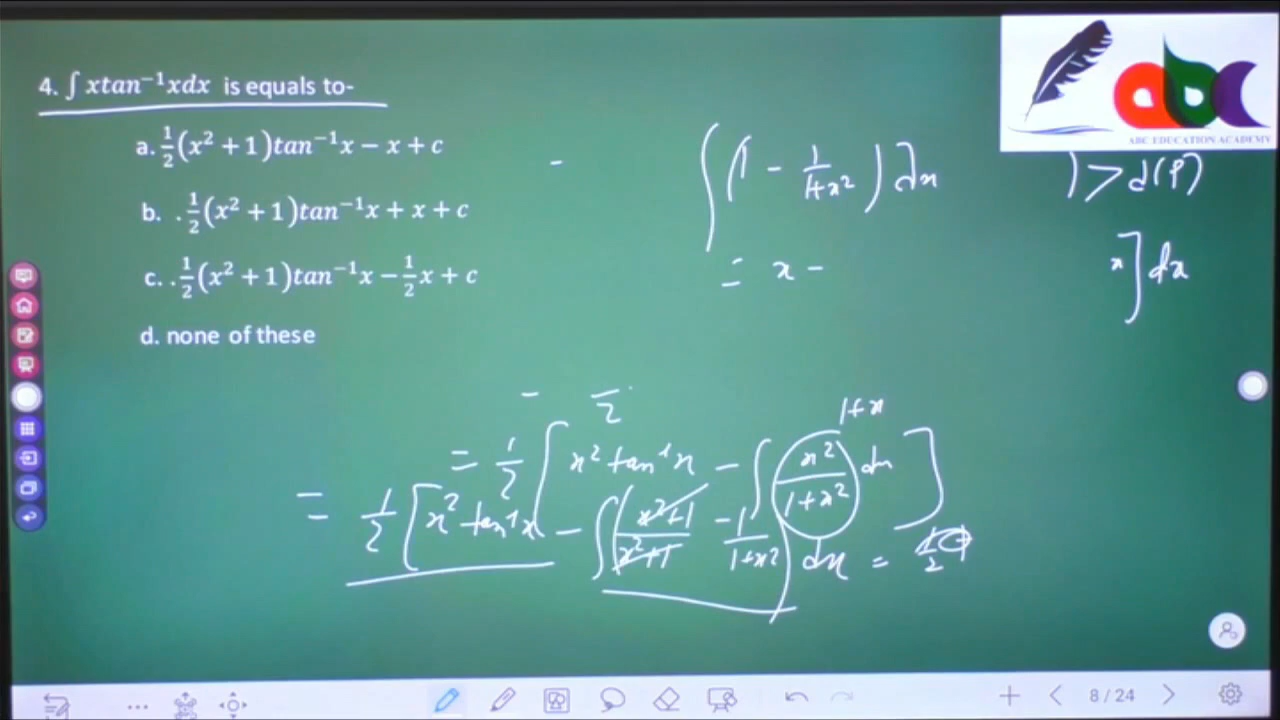 4. ∫ xtan⁻¹xdx is equals to-
a. ½(x² + 1)tan⁻¹x − x + c
b. .½(x² + 1)tan⁻¹x + x + c
c. .½(x² + 1)tan⁻¹x − ½x + c
d. none of these
abc
ABC EDUCATION ACADEMY
- ∫(1 - 1/1+x²) dx
= x -
) > d(P)
x] dx
- 2
1+x
= ½ [x² tan⁻¹x - ∫ x²/1+x² dx]
= ½ [x² tan⁻¹x - ∫(x²+1/x²+1 - 1/1+x²) dx =
8 / 24